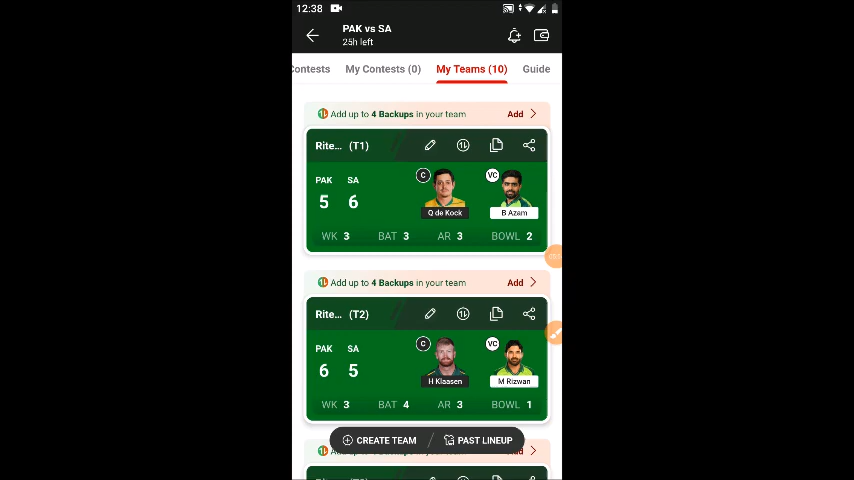 12:38
PAK vs SA
25h left
Contests My Contests (0) My Teams (10) Guide
Add up to 4 Backups in your team Add
Rite... (T1)
C VC
PAK SA
5 6
Q de Kock B Azam
WK 3 BAT 3 AR 3 BOWL 2
Add up to 4 Backups in your team Add
Rite... (T2)
C VC
PAK SA
6 5
H Klaasen M Rizwan
WK 3 BAT 4 AR 3 BOWL 1
CREATE TEAM PAST LINEUP